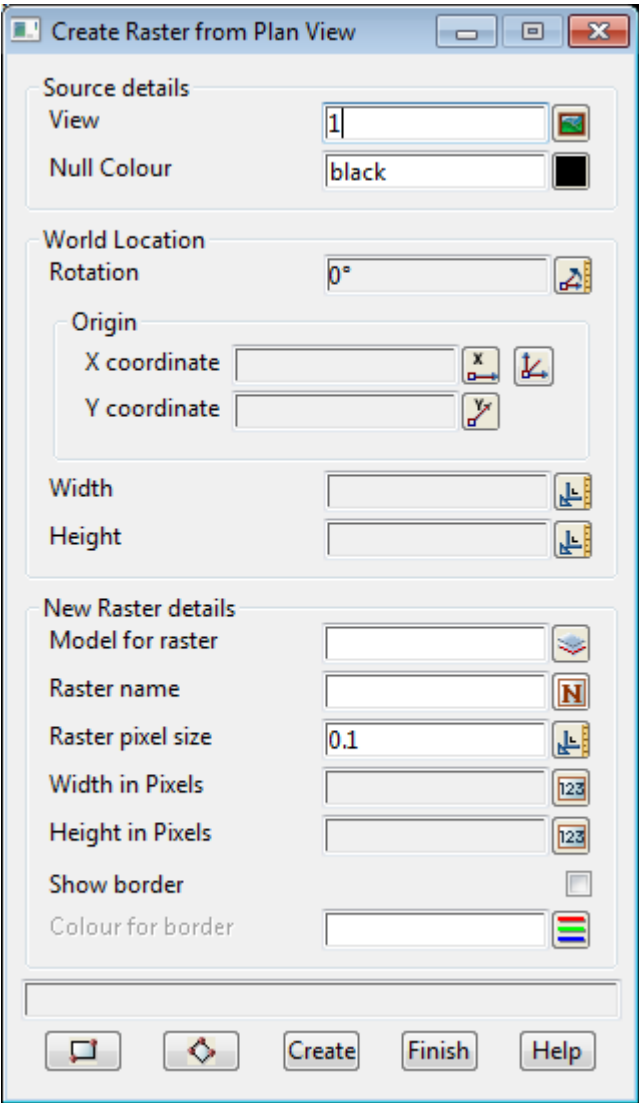 Create Raster from Plan View
Source details
View 1
Null Colour black
World Location
Rotation 0°
Origin
X coordinate X
Y coordinate Y
Width
Height
New Raster details
Model for raster
Raster name N
Raster pixel size 0.1
Width in Pixels 123
Height in Pixels 123
Show border
Colour for border
Create Finish Help